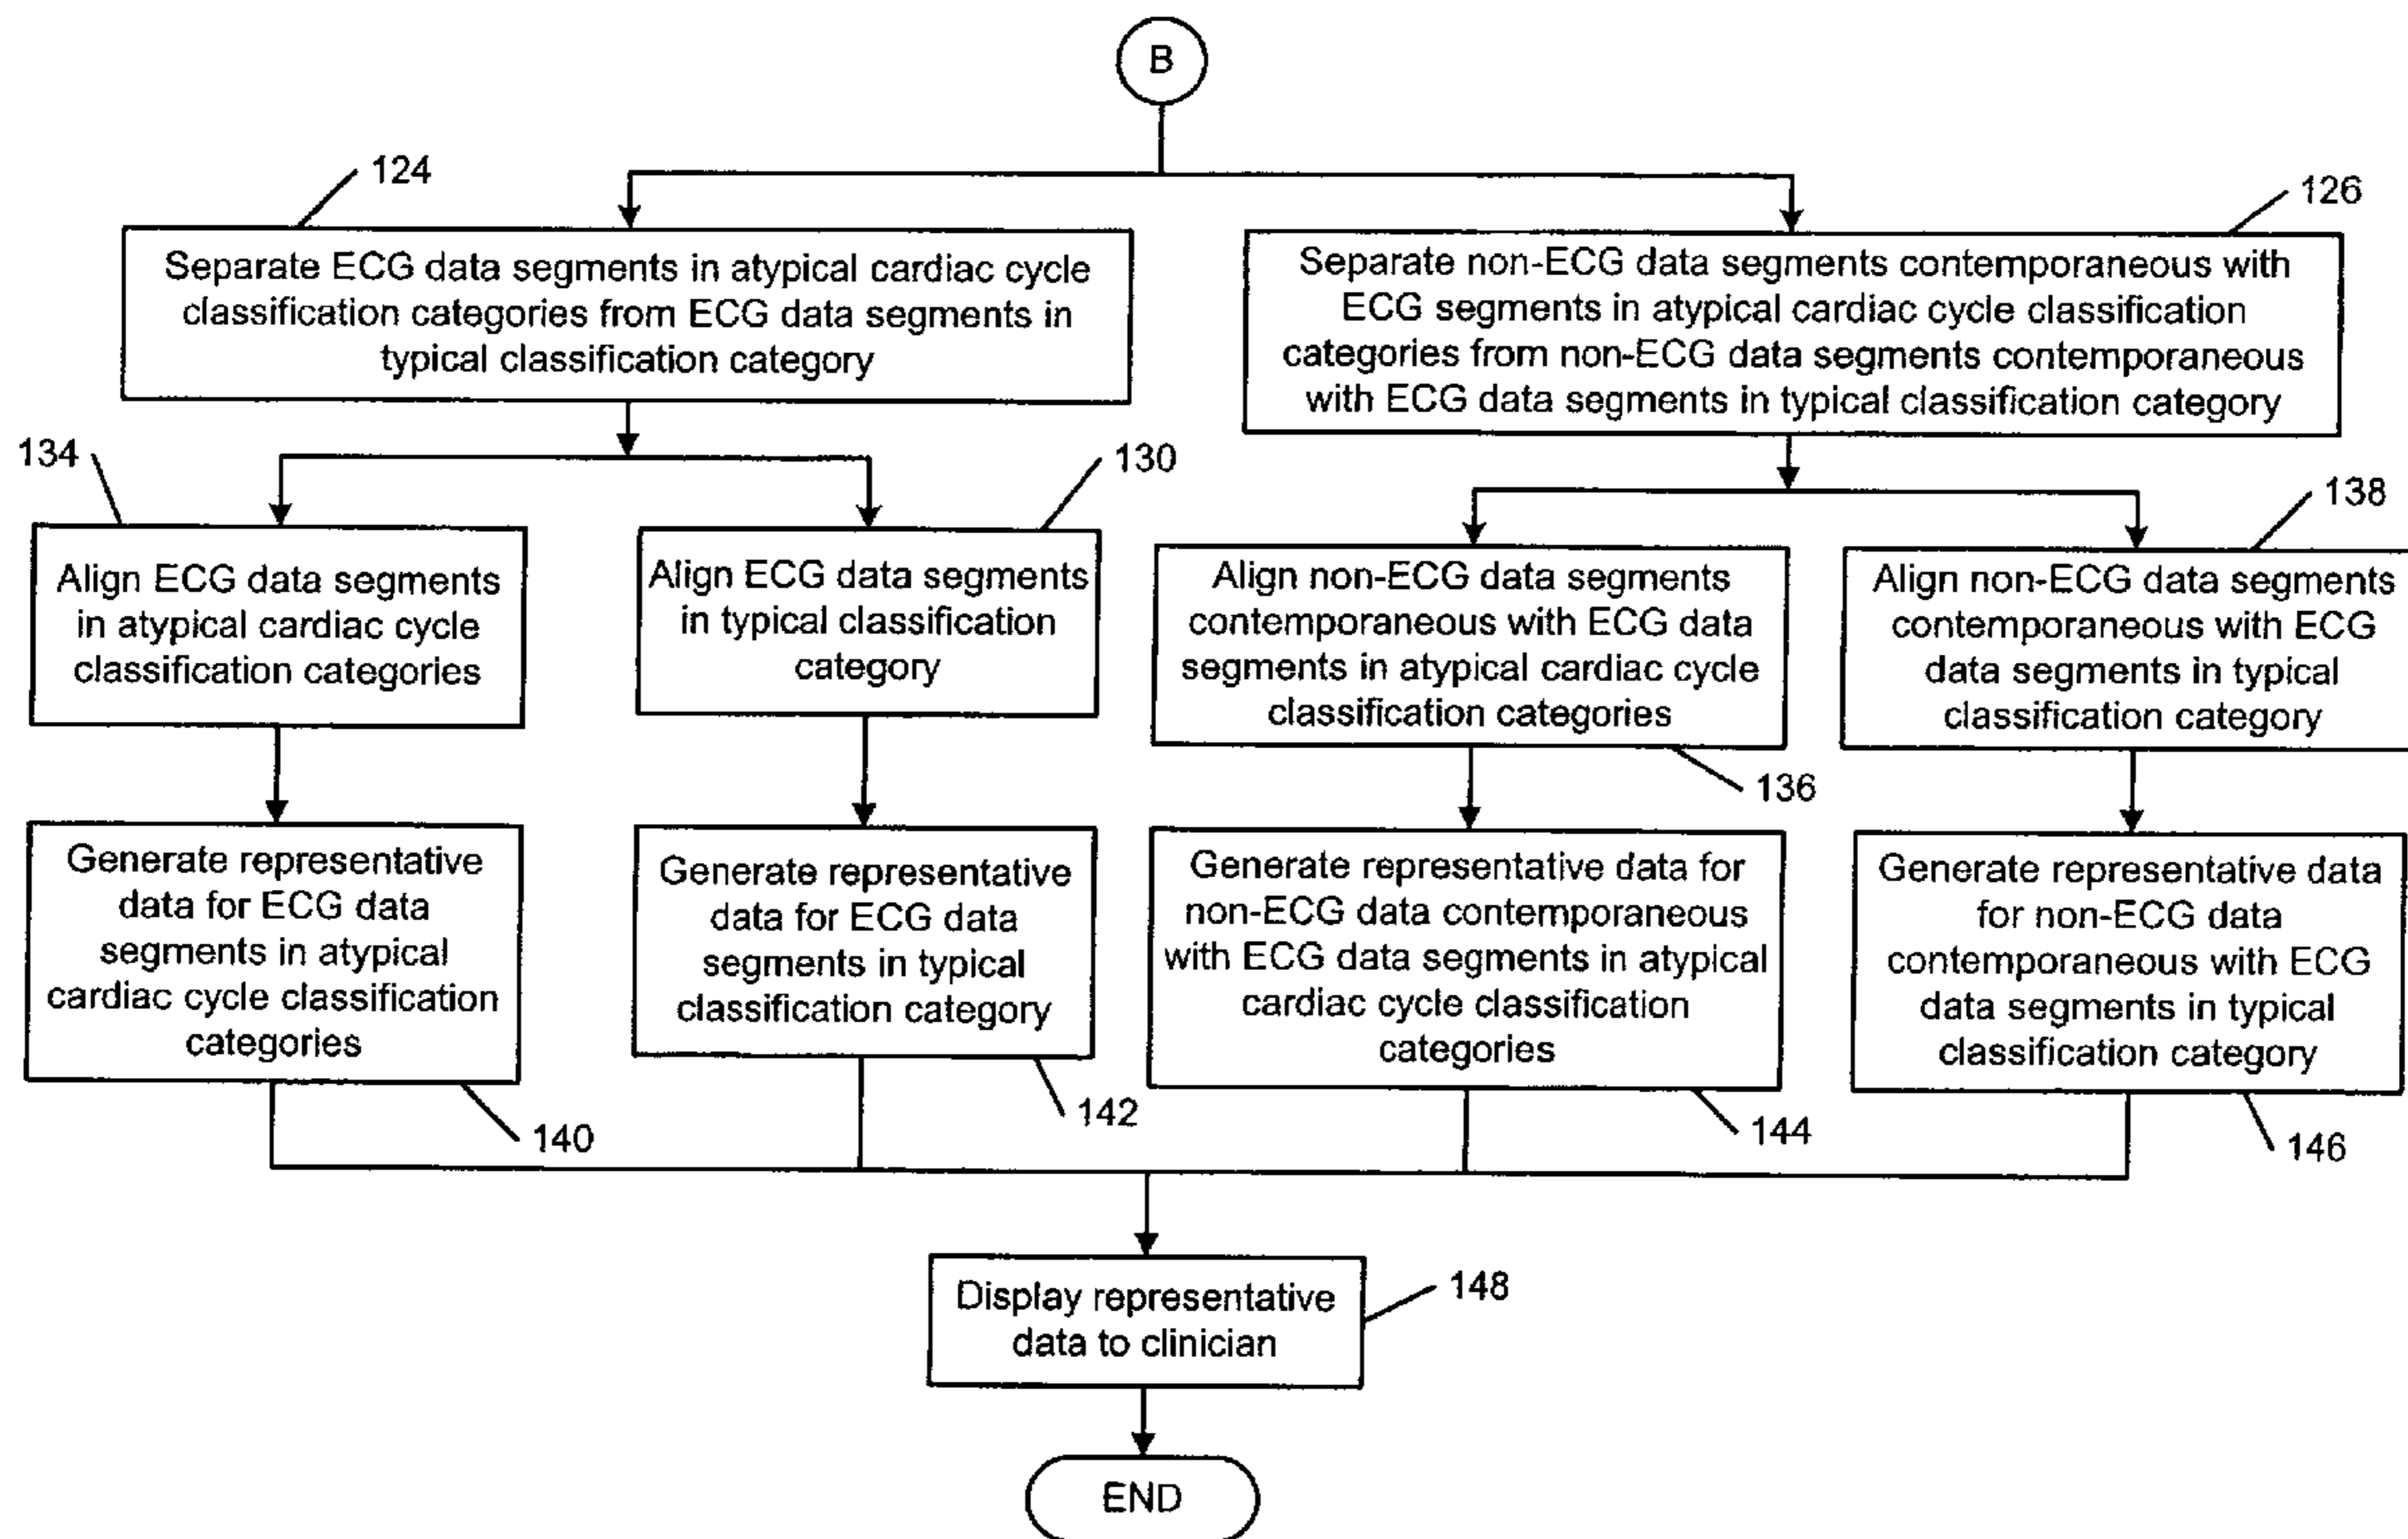 B
124
126
Separate ECG data segments in atypical cardiac cycle
classification categories from ECG data segments in
typical classification category
Separate non-ECG data segments contemporaneous with
ECG segments in atypical cardiac cycle classification
categories from non-ECG data segments contemporaneous
with ECG data segments in typical classification category
134
130
138
Align ECG data segments
in atypical cardiac cycle
classification categories
Align ECG data segments
in typical classification
category
Align non-ECG data segments
contemporaneous with ECG data
segments in atypical cardiac cycle
classification categories
Align non-ECG data segments
contemporaneous with ECG
data segments in typical
classification category
136
Generate representative
data for ECG data
segments in atypical
cardiac cycle classification
categories
Generate representative
data for ECG data
segments in typical
classification category
Generate representative data for
non-ECG data contemporaneous
with ECG data segments in atypical
cardiac cycle classification
categories
Generate representative data
for non-ECG data
contemporaneous with ECG
data segments in typical
classification category
140
142
144
146
Display representative
data to clinician
148
END